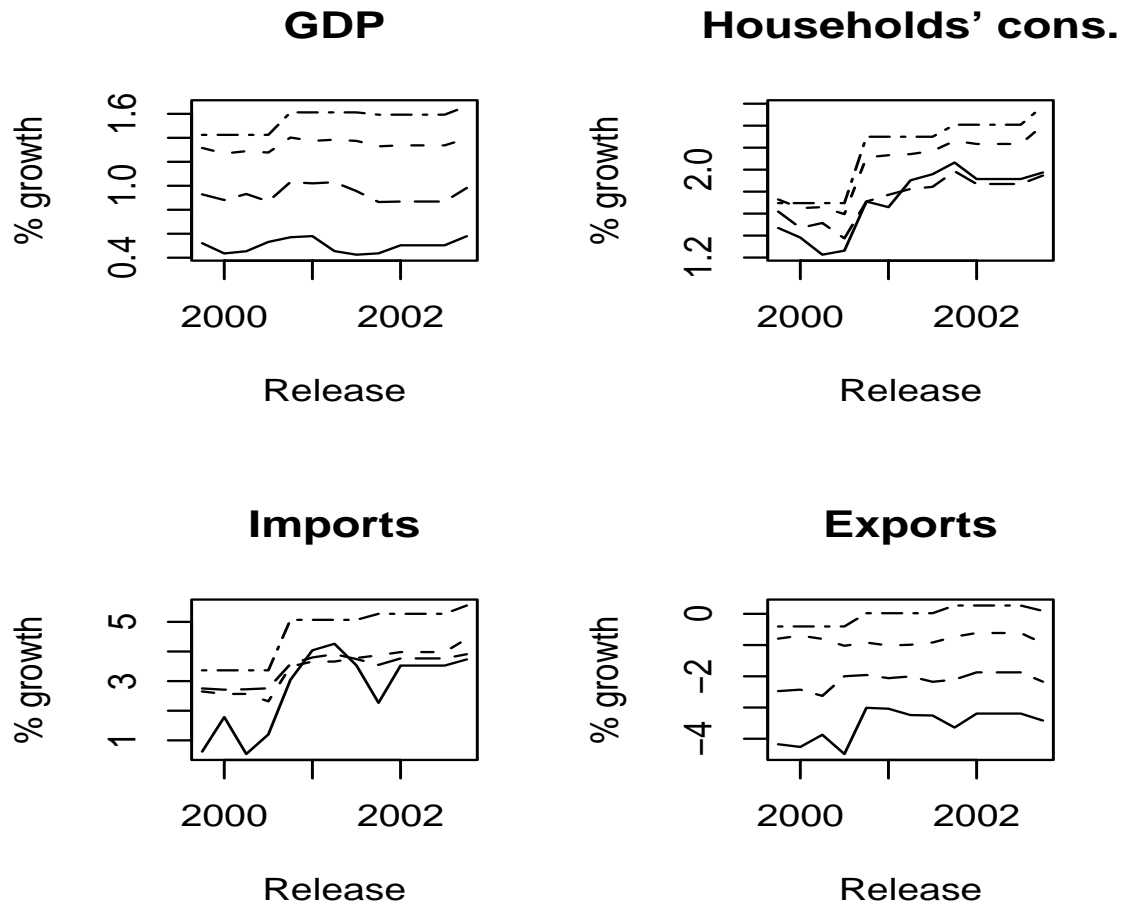 GDP
% growth
0.4 1.0 1.6
2000 2002
Release
Households’ cons.
% growth
1.2 2.0
2000 2002
Release
Imports
% growth
1 3 5
2000 2002
Release
Exports
% growth
−4 −2 0
2000 2002
Release